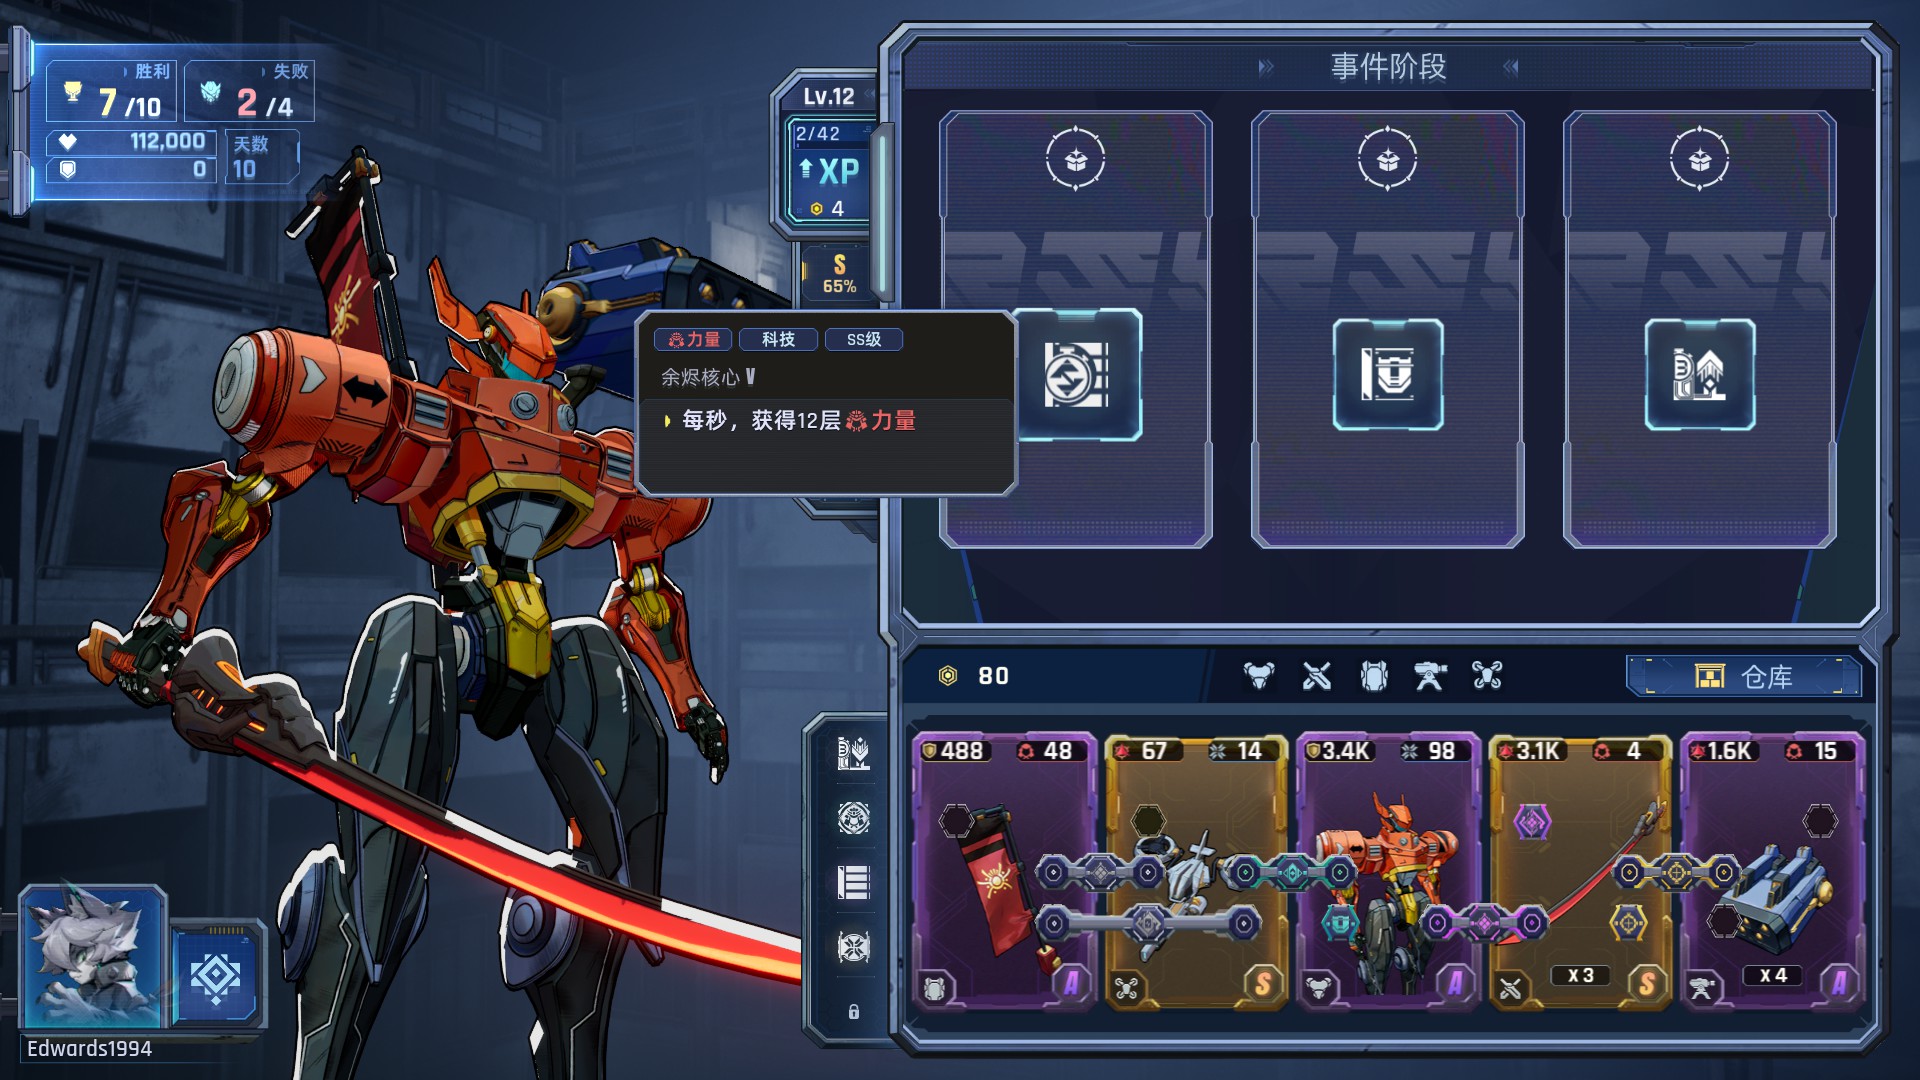 胜利
7/10
失败
2/4
112,000
0
天数
10
Lv.12
2/42
XP
4
S
65%
事件阶段
力量
科技
SS级
余烬核心 V
每秒，获得12层力量
80
仓库
488
48
67
14
3.4K
98
3.1K
4
1.6K
15
A
S
A
x3
S
x4
A
Edwards1994